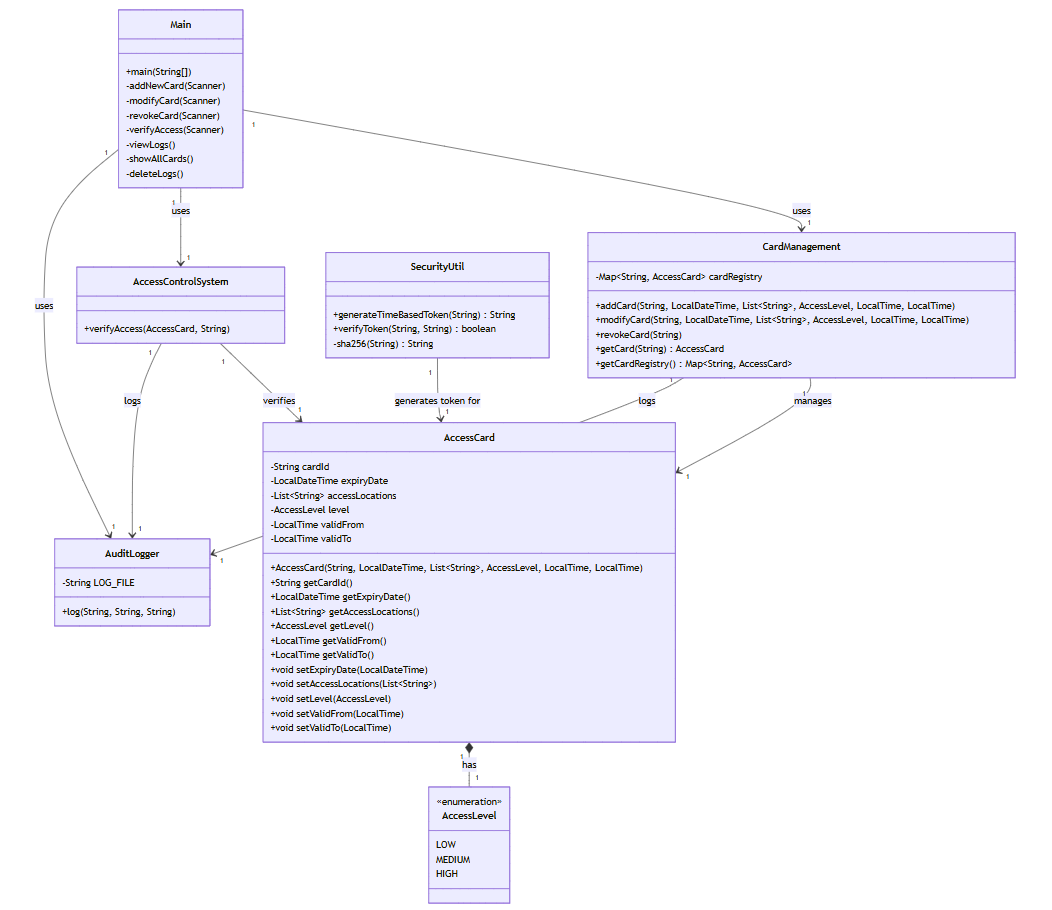 Main
+main(String[])
-addNewCard(Scanner)
-modifyCard(Scanner)
-revokeCard(Scanner)
-verifyAccess(Scanner)
-viewLogs()
-showAllCards()
-deleteLogs()
1
1
1
uses
uses
1
1
uses
AccessControlSystem
+verifyAccess(AccessCard, String)
SecurityUtil
+generateTimeBasedToken(String) : String
+verifyToken(String, String) : boolean
-sha256(String) : String
CardManagement
-Map<String, AccessCard> cardRegistry
+addCard(String, LocalDateTime, List<String>, AccessLevel, LocalTime, LocalTime)
+modifyCard(String, LocalDateTime, List<String>, AccessLevel, LocalTime, LocalTime)
+revokeCard(String)
+getCard(String) : AccessCard
+getCardRegistry() : Map<String, AccessCard>
1
1
1
1
1
logs
verifies
generates token for
logs
manages
1
1
1
1
1
1
AccessCard
-String cardId
-LocalDateTime expiryDate
-List<String> accessLocations
-AccessLevel level
-LocalTime validFrom
-LocalTime validTo
+AccessCard(String, LocalDateTime, List<String>, AccessLevel, LocalTime, LocalTime)
+String getCardId()
+LocalDateTime getExpiryDate()
+List<String> getAccessLocations()
+AccessLevel getLevel()
+LocalTime getValidFrom()
+LocalTime getValidTo()
+void setExpiryDate(LocalDateTime)
+void setAccessLocations(List<String>)
+void setLevel(AccessLevel)
+void setValidFrom(LocalTime)
+void setValidTo(LocalTime)
AuditLogger
-String LOG_FILE
+log(String, String, String)
1
has
1
«enumeration»
AccessLevel
LOW
MEDIUM
HIGH